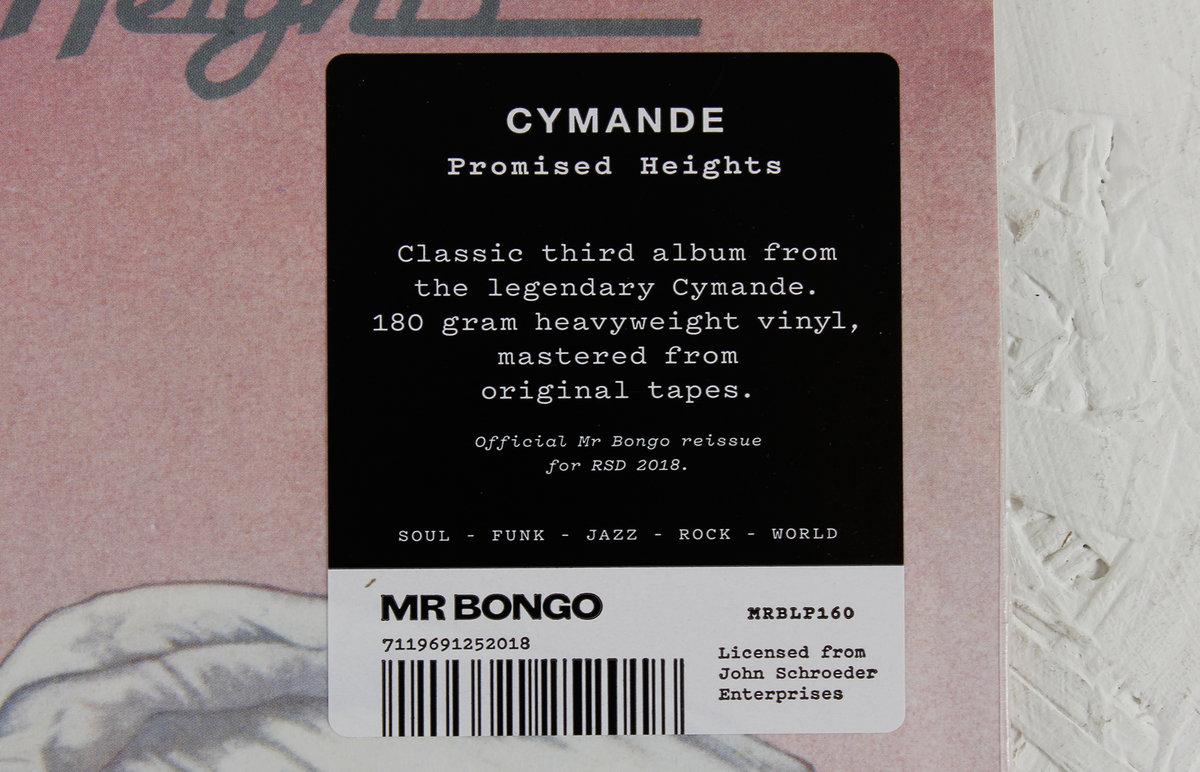 Heights
CYMANDE
Promised Heights
Classic third album from
the legendary Cymande.
180 gram heavyweight vinyl,
mastered from
original tapes.
Official Mr Bongo reissue
for RSD 2018.
SOUL - FUNK - JAZZ - ROCK - WORLD
MR BONGO
7119691252018
MRBLP160
Licensed from
John Schroeder
Enterprises